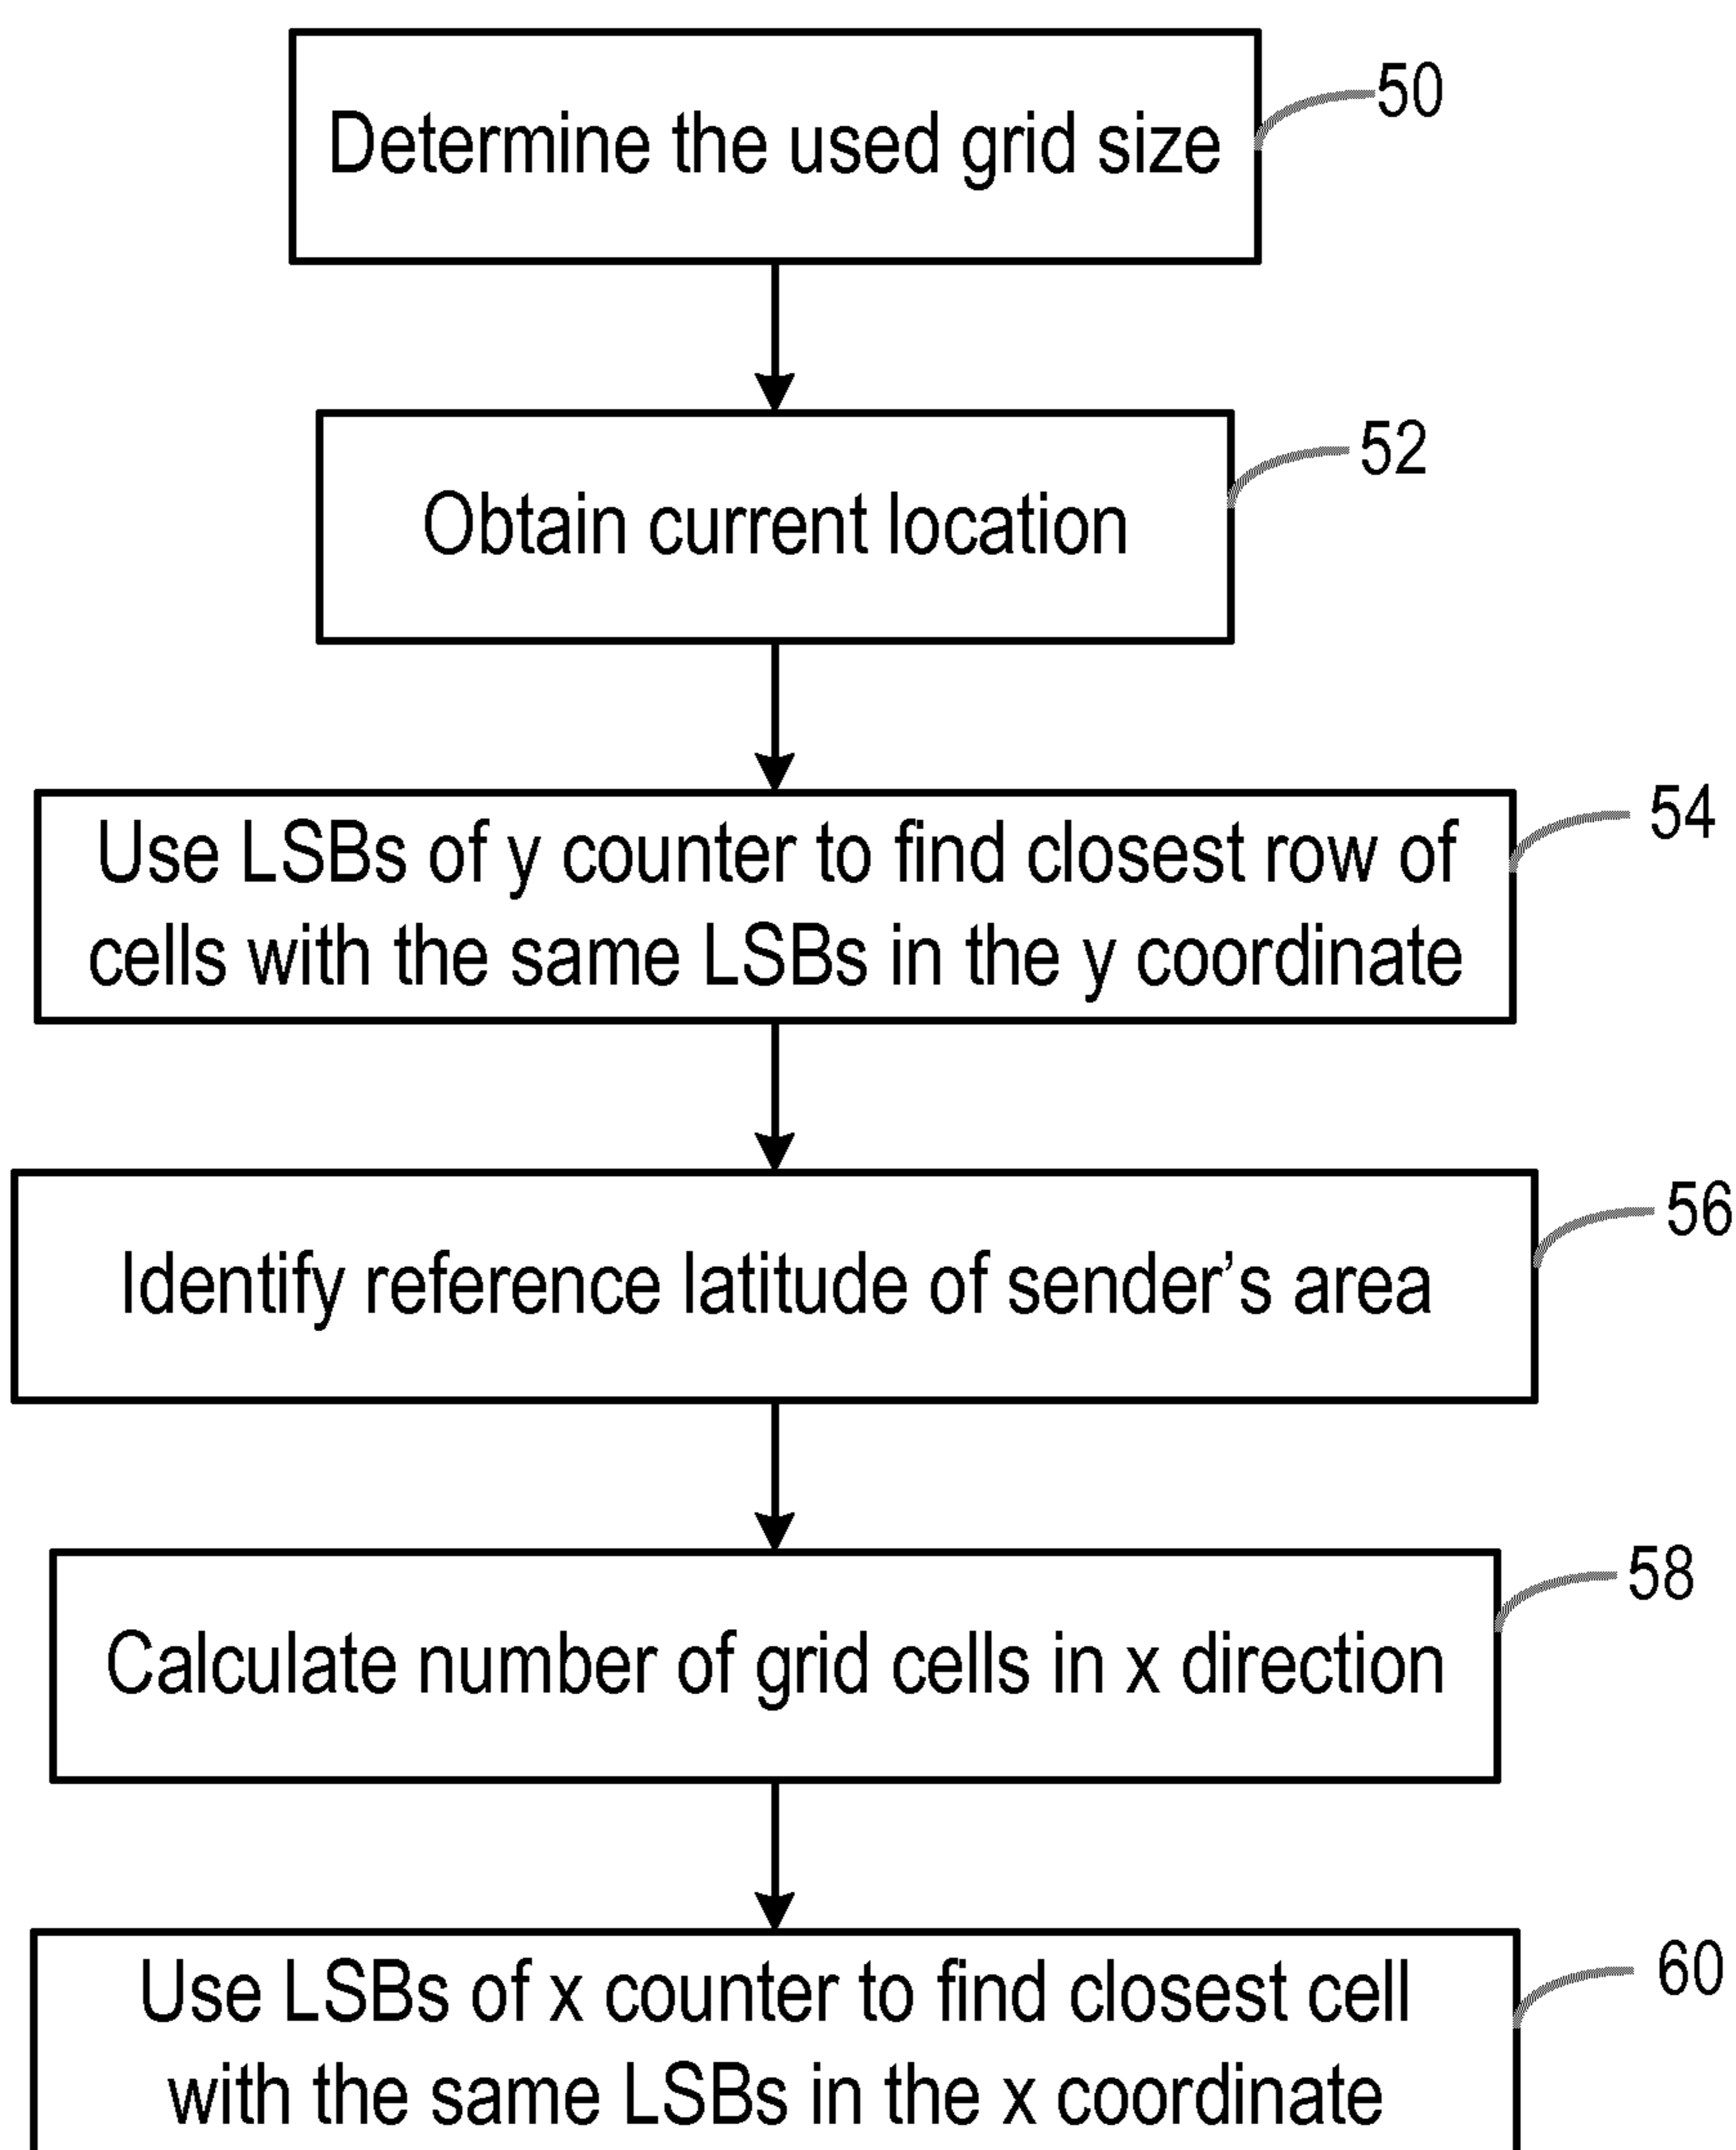 Determine the used grid size
50
Obtain current location
52
Use LSBs of y counter to find closest row of
cells with the same LSBs in the y coordinate
54
Identify reference latitude of sender’s area
56
Calculate number of grid cells in x direction
58
Use LSBs of x counter to find closest cell
with the same LSBs in the x coordinate
60